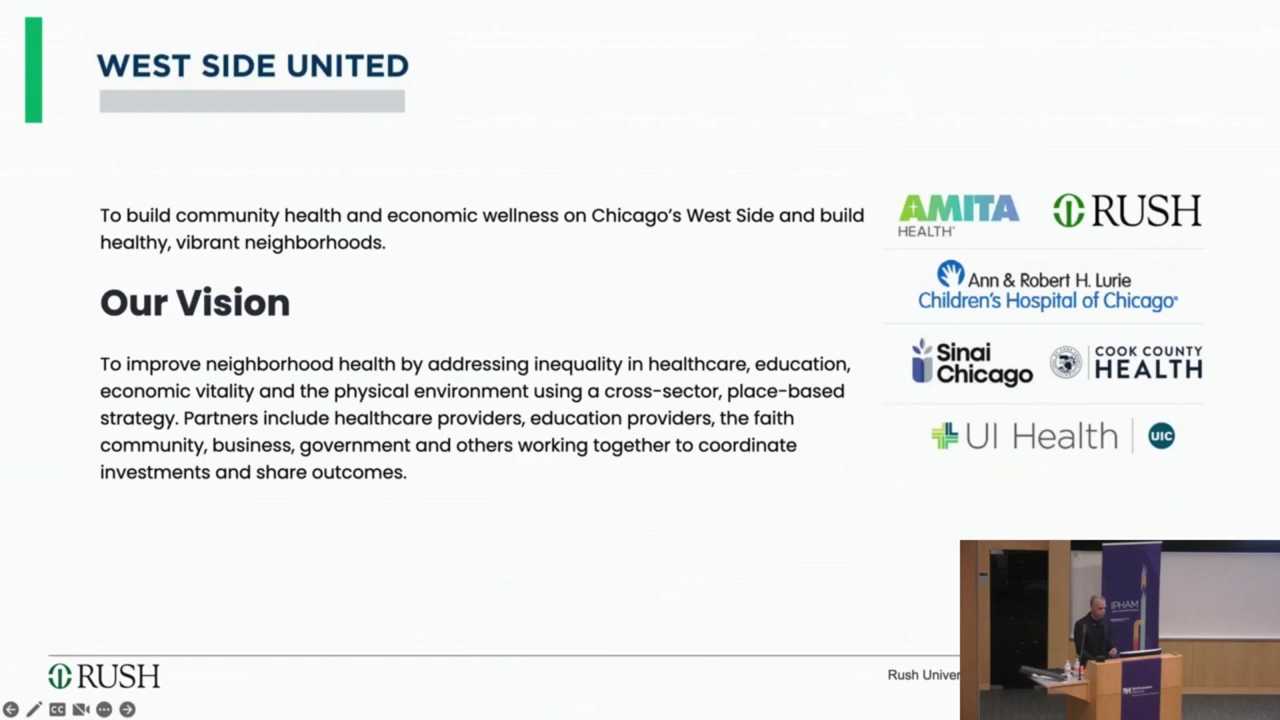 WEST SIDE UNITED
To build community health and economic wellness on Chicago's West Side and build
healthy, vibrant neighborhoods.
Our Vision
To improve neighborhood health by addressing inequality in healthcare, education,
economic vitality and the physical environment using a cross-sector, place-based
strategy. Partners include healthcare providers, education providers, the faith
community, business, government and others working together to coordinate
investments and share outcomes.
AMITA
HEALTH
RUSH
Ann & Robert H. Lurie
Children's Hospital of Chicago®
Sinai
Chicago
COOK COUNTY
HEALTH
UI Health
UIC
IPHAM
RUSH
Rush Univer
CC